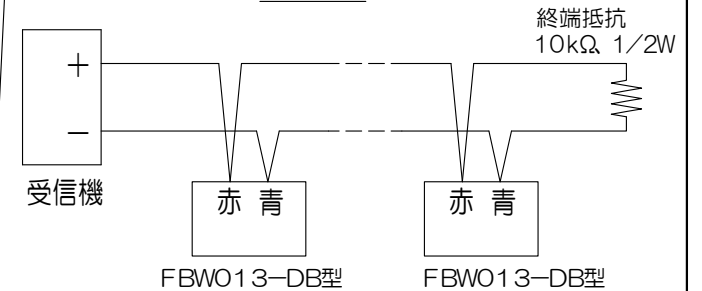 終端抵抗
10kΩ, 1/2W
+
−
受信機
赤 青
赤 青
FBW013−DB型
FBW013−DB型